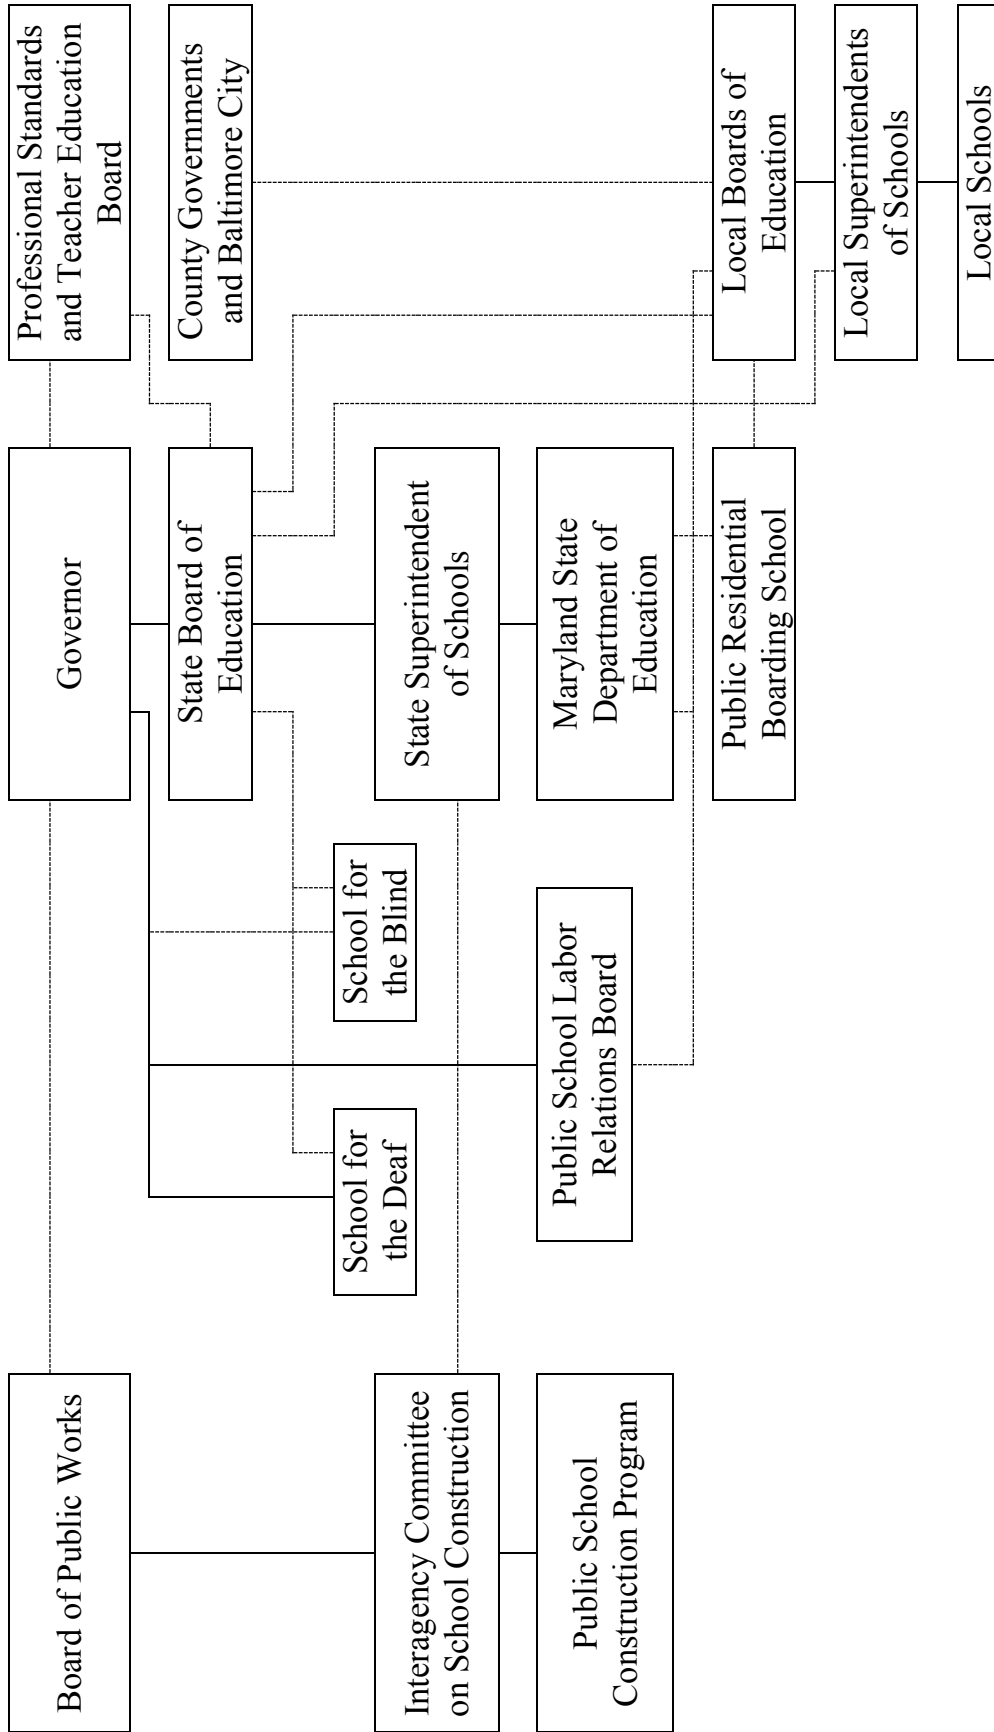 Board of Public Works
Governor
Professional Standards
and Teacher Education
Board
State Board of
Education
County Governments
and Baltimore City
School for
the Deaf
School for
the Blind
Interagency Committee
on School Construction
State Superintendent
of Schools
Public School
Construction Program
Public School Labor
Relations Board
Maryland State
Department of
Education
Public Residential
Boarding School
Local Boards of
Education
Local Superintendents
of Schools
Local Schools